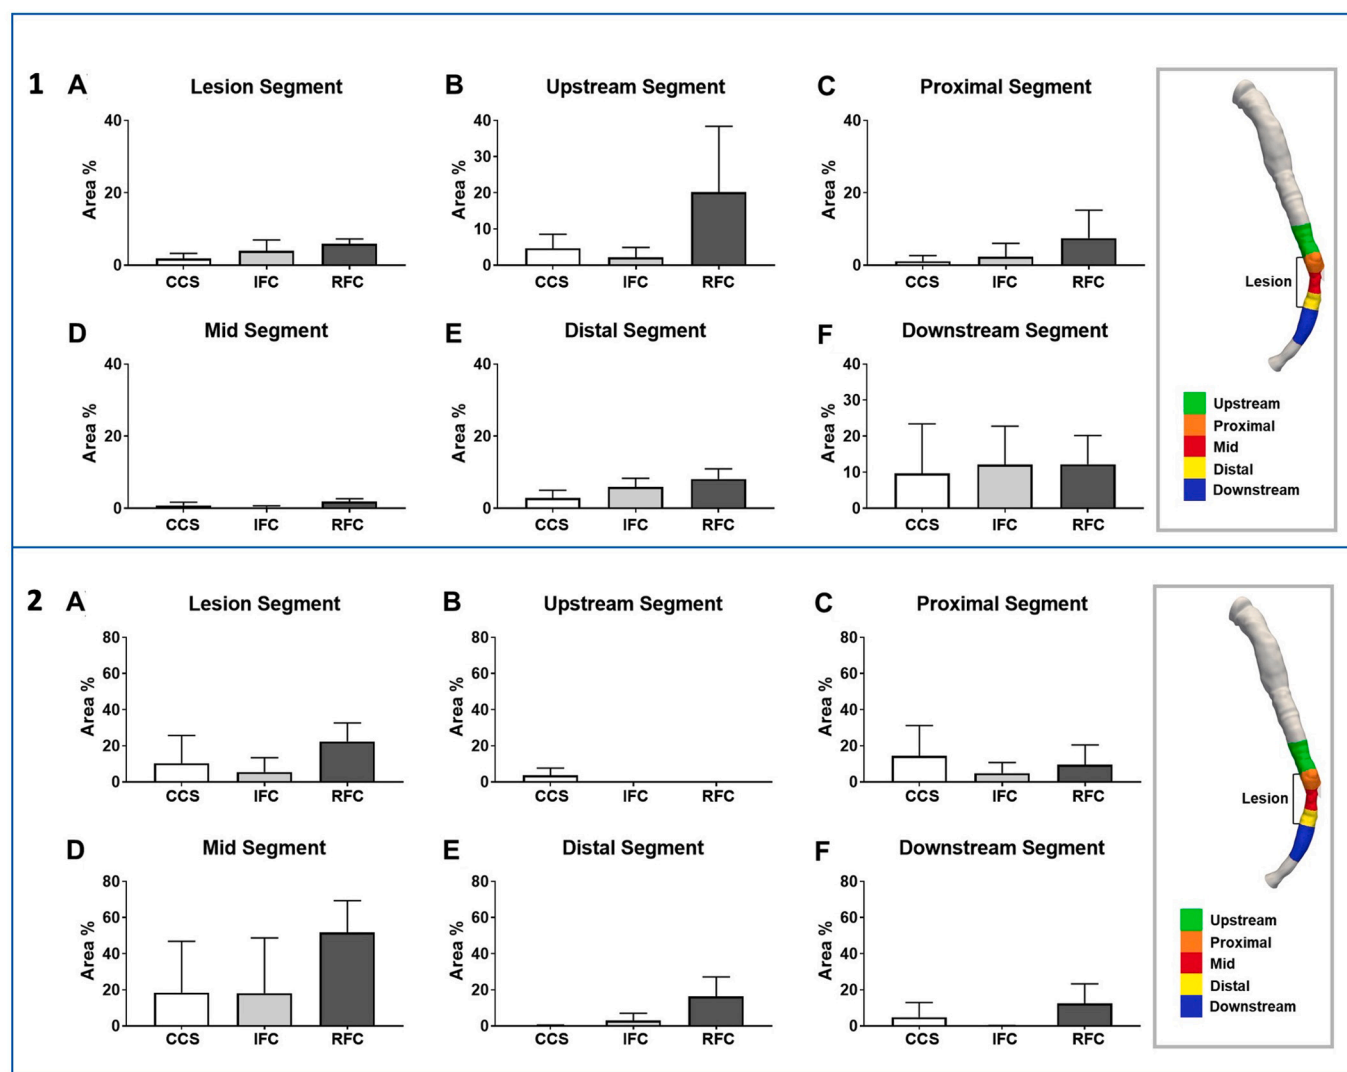 1 A Lesion Segment B Upstream Segment C Proximal Segment
40 40 40
30
20 20 20
10
0 0 0
Area % Area % Area %
CCS IFC RFC CCS IFC RFC CCS IFC RFC
Lesion
D Mid Segment E Distal Segment F Downstream Segment
40 40 40
30
20 20 20
10
0 0 0
Area % Area % Area %
CCS IFC RFC CCS IFC RFC CCS IFC RFC
Upstream
Proximal
Mid
Distal
Downstream
2 A Lesion Segment B Upstream Segment C Proximal Segment
80 80 80
60 60 60
40 40 40
20 20 20
0 0 0
Area % Area % Area %
CCS IFC RFC CCS IFC RFC CCS IFC RFC
Lesion
D Mid Segment E Distal Segment F Downstream Segment
80 80 80
60 60 60
40 40 40
20 20 20
0 0 0
Area % Area % Area %
CCS IFC RFC CCS IFC RFC CCS IFC RFC
Upstream
Proximal
Mid
Distal
Downstream